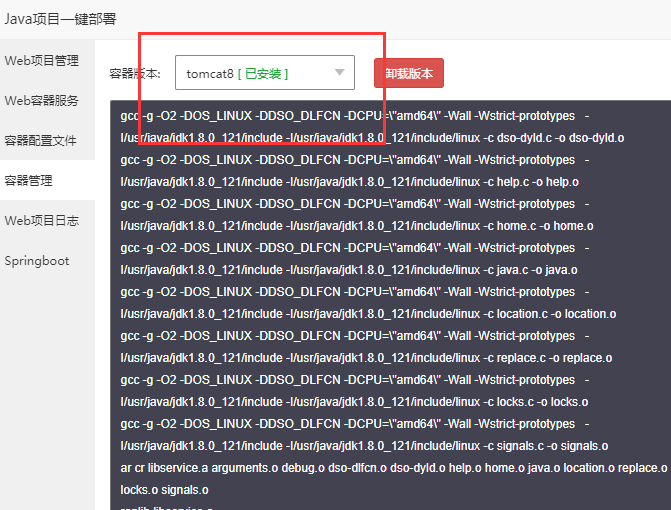 Java项目一键部署
Web项目管理
Web容器服务
容器配置文件
容器管理
Web项目日志
Springboot
容器版本:
tomcat8 [ 已安装 ]
卸载版本
gcc -g -O2 -DOS_LINUX -DDSO_DLFCN -DCPU=\"amd64\" -Wall -Wstrict-prototypes -
I/usr/java/jdk1.8.0_121/include -I/usr/java/jdk1.8.0_121/include/linux -c dso-dyld.c -o dso-dyld.o
gcc -g -O2 -DOS_LINUX -DDSO_DLFCN -DCPU=\"amd64\" -Wall -Wstrict-prototypes -
I/usr/java/jdk1.8.0_121/include -I/usr/java/jdk1.8.0_121/include/linux -c help.c -o help.o
gcc -g -O2 -DOS_LINUX -DDSO_DLFCN -DCPU=\"amd64\" -Wall -Wstrict-prototypes -
I/usr/java/jdk1.8.0_121/include -I/usr/java/jdk1.8.0_121/include/linux -c home.c -o home.o
gcc -g -O2 -DOS_LINUX -DDSO_DLFCN -DCPU=\"amd64\" -Wall -Wstrict-prototypes -
I/usr/java/jdk1.8.0_121/include -I/usr/java/jdk1.8.0_121/include/linux -c java.c -o java.o
gcc -g -O2 -DOS_LINUX -DDSO_DLFCN -DCPU=\"amd64\" -Wall -Wstrict-prototypes -
I/usr/java/jdk1.8.0_121/include -I/usr/java/jdk1.8.0_121/include/linux -c location.c -o location.o
gcc -g -O2 -DOS_LINUX -DDSO_DLFCN -DCPU=\"amd64\" -Wall -Wstrict-prototypes -
I/usr/java/jdk1.8.0_121/include -I/usr/java/jdk1.8.0_121/include/linux -c replace.c -o replace.o
gcc -g -O2 -DOS_LINUX -DDSO_DLFCN -DCPU=\"amd64\" -Wall -Wstrict-prototypes -
I/usr/java/jdk1.8.0_121/include -I/usr/java/jdk1.8.0_121/include/linux -c locks.c -o locks.o
gcc -g -O2 -DOS_LINUX -DDSO_DLFCN -DCPU=\"amd64\" -Wall -Wstrict-prototypes -
I/usr/java/jdk1.8.0_121/include -I/usr/java/jdk1.8.0_121/include/linux -c signals.c -o signals.o
ar cr libservice.a arguments.o debug.o dso-dlfcn.o dso-dyld.o help.o home.o java.o location.o replace.o
locks.o signals.o